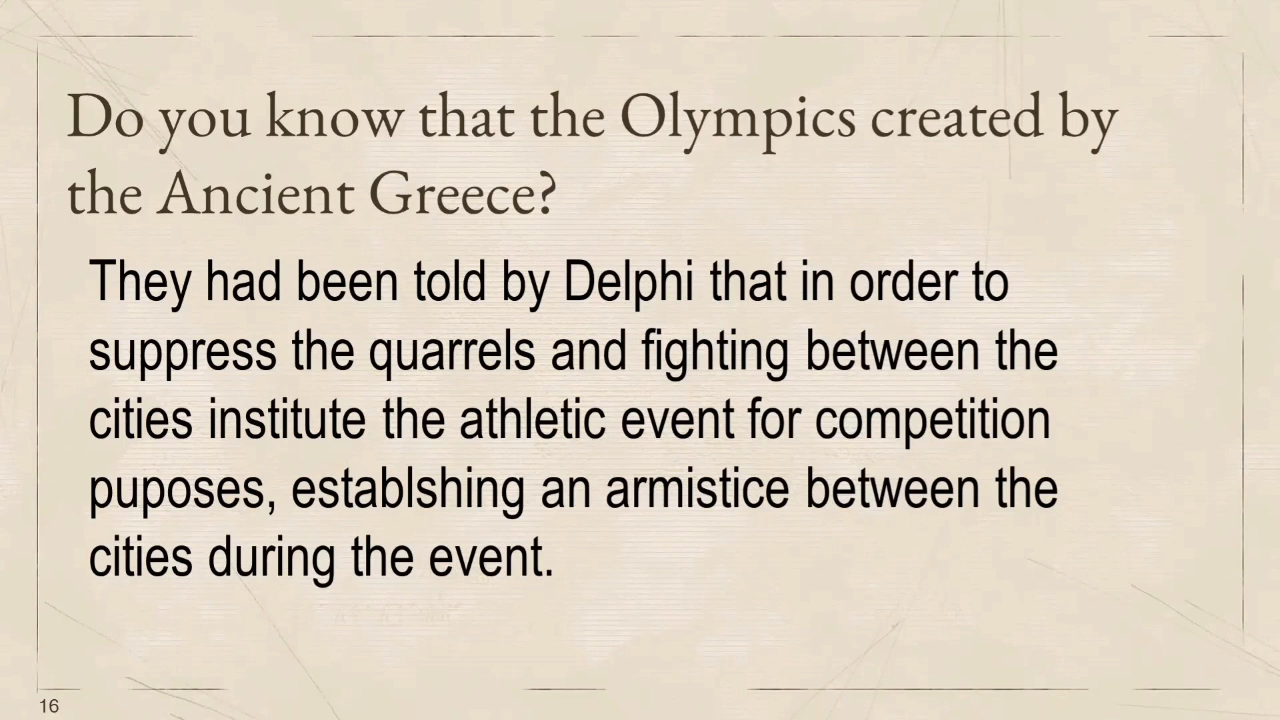 Do you know that the Olympics created by
the Ancient Greece?
They had been told by Delphi that in order to
suppress the quarrels and fighting between the
cities institute the athletic event for competition
puposes, establshing an armistice between the
cities during the event.
16